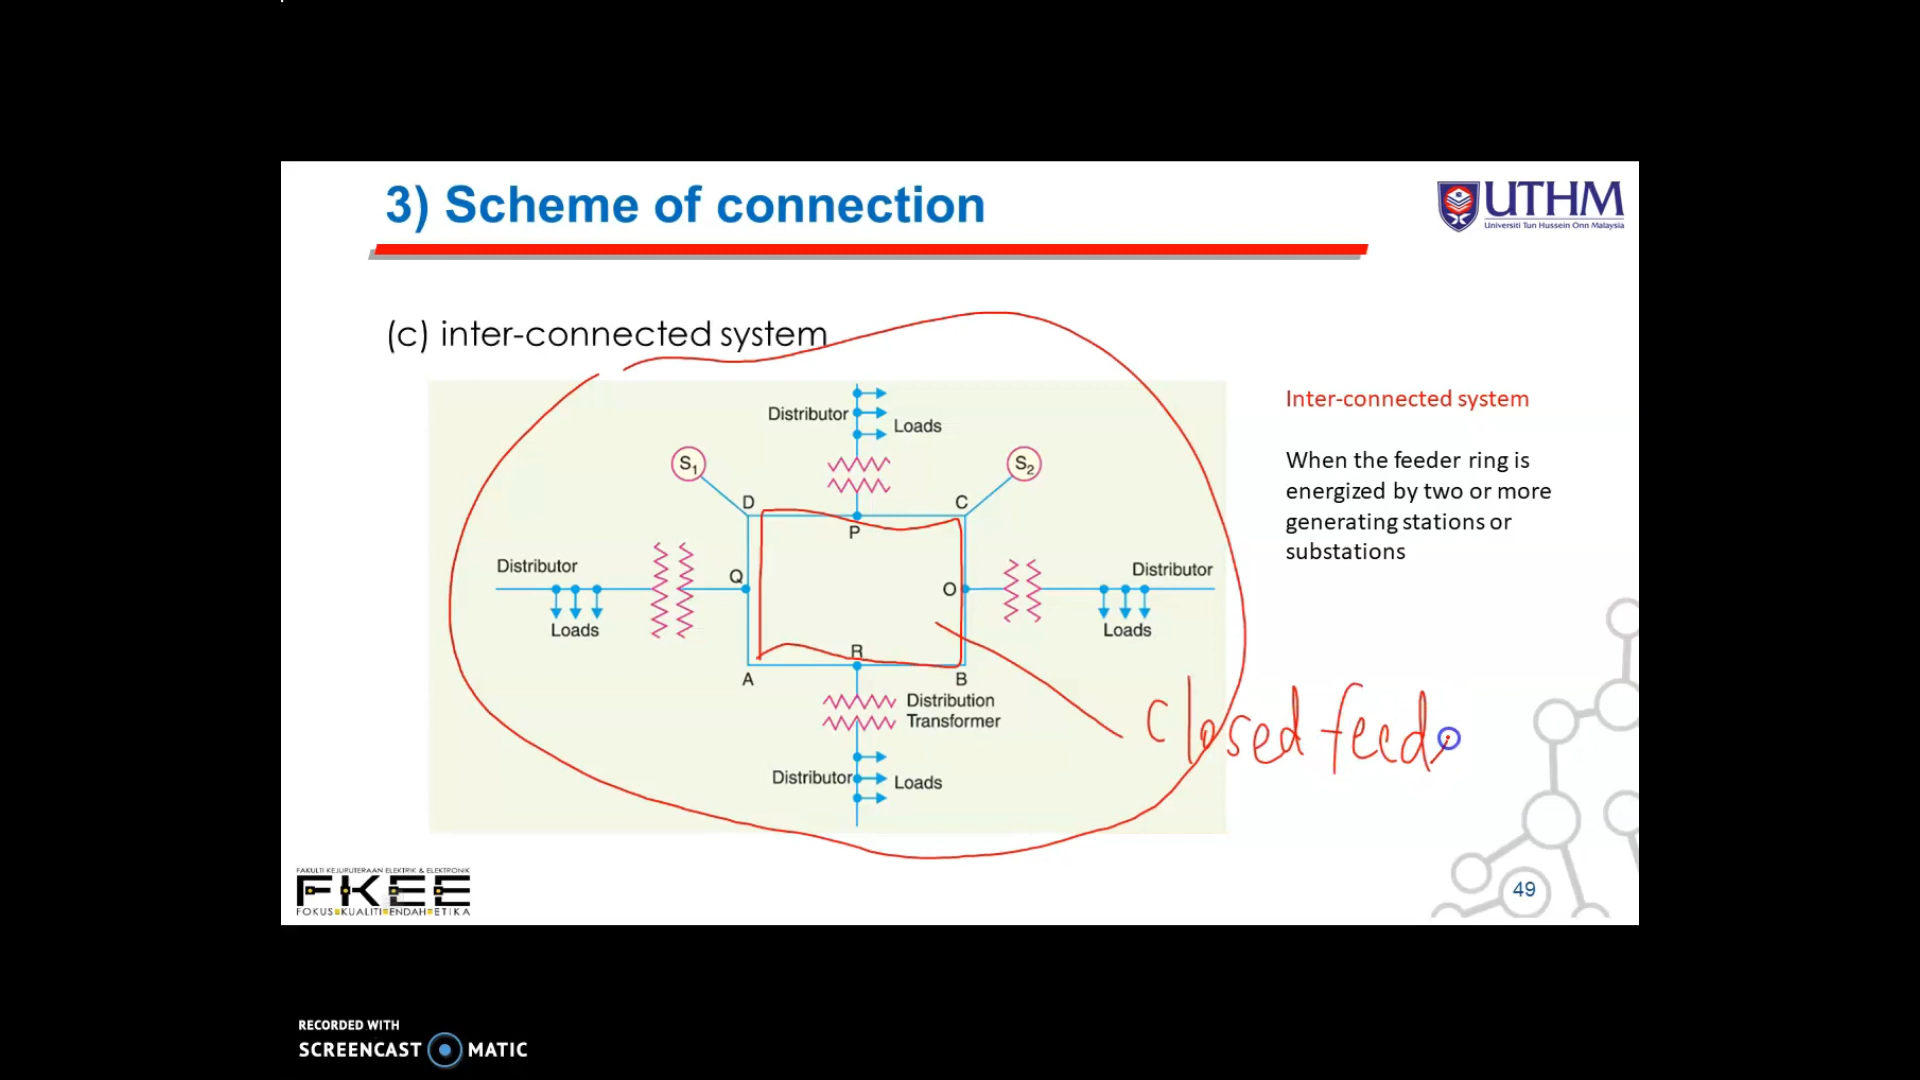 3) Scheme of connection
UTHM
Universiti Tun Hussein Onn Malaysia
(c) inter-connected system
Distributor
Loads
S1
S2
D
C
P
Distributor
Loads
Q
O
Distributor
Loads
R
A
B
Distribution
Transformer
Distributor
Loads
Inter-connected system
When the feeder ring is
energized by two or more
generating stations or
substations
closed feed
FAKULTI KEJURUTERAAN ELEKTRIK & ELEKTRONIK
FKEE
FOKUS KUALITI ENDAH ETIKA
49
RECORDED WITH
SCREENCAST MATIC